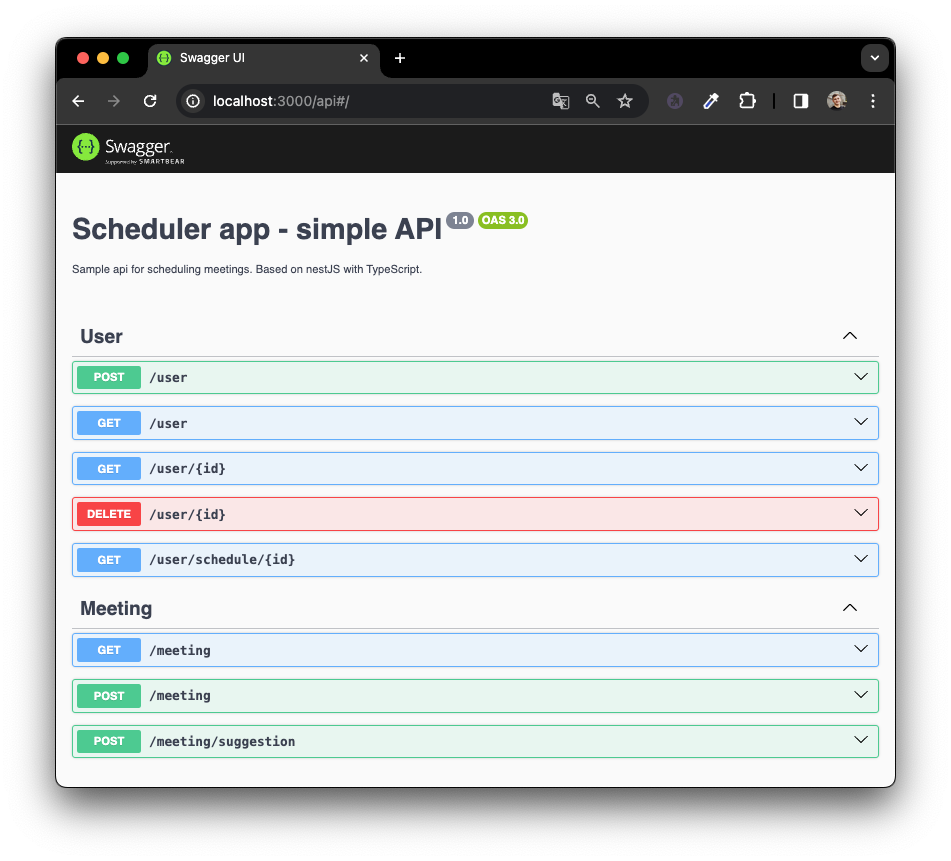 Swagger UI
localhost:3000/api#/
{···} Swagger.
Supported by SMARTBEAR
Scheduler app - simple API 1.0 OAS 3.0
Sample api for scheduling meetings. Based on nestJS with TypeScript.
User
POST /user
GET /user
GET /user/{id}
DELETE /user/{id}
GET /user/schedule/{id}
Meeting
GET /meeting
POST /meeting
POST /meeting/suggestion